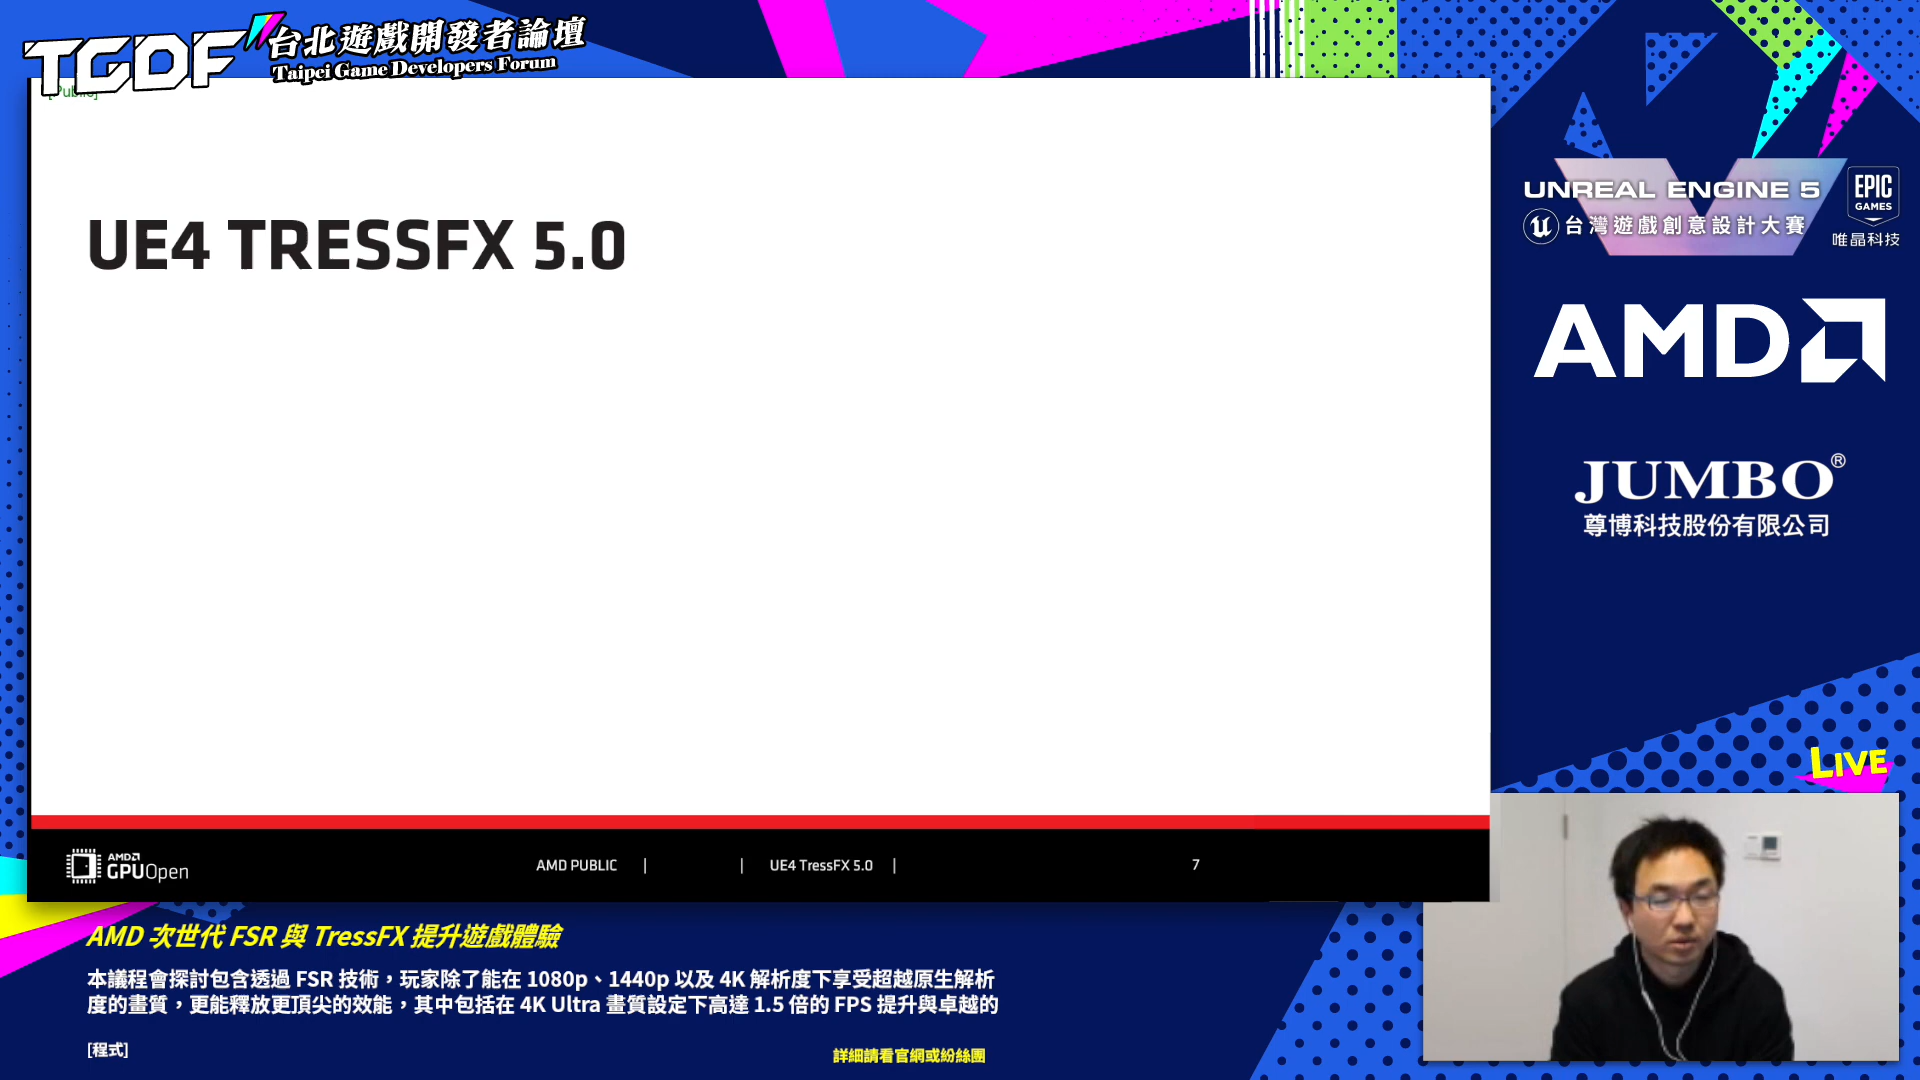 TGDF 台北遊戲開發者論壇
Taipei Game Developers Forum
[Public]
UE4 TRESSFX 5.0
UNREAL ENGINE 5
台灣遊戲創意設計大賽
EPIC
GAMES
唯晶科技
AMD
JUMBO®
尊博科技股份有限公司
LIVE
AMD
GPUOpen
AMD PUBLIC | | UE4 TressFX 5.0 | 7
AMD 次世代 FSR 與 TressFX 提升遊戲體驗
本議程會探討包含透過 FSR 技術，玩家除了能在 1080p、1440p 以及 4K 解析度下享受超越原生解析
度的畫質，更能釋放更頂尖的效能，其中包括在 4K Ultra 畫質設定下高達 1.5 倍的 FPS 提升與卓越的
[程式]
詳細請看官網或紛絲團